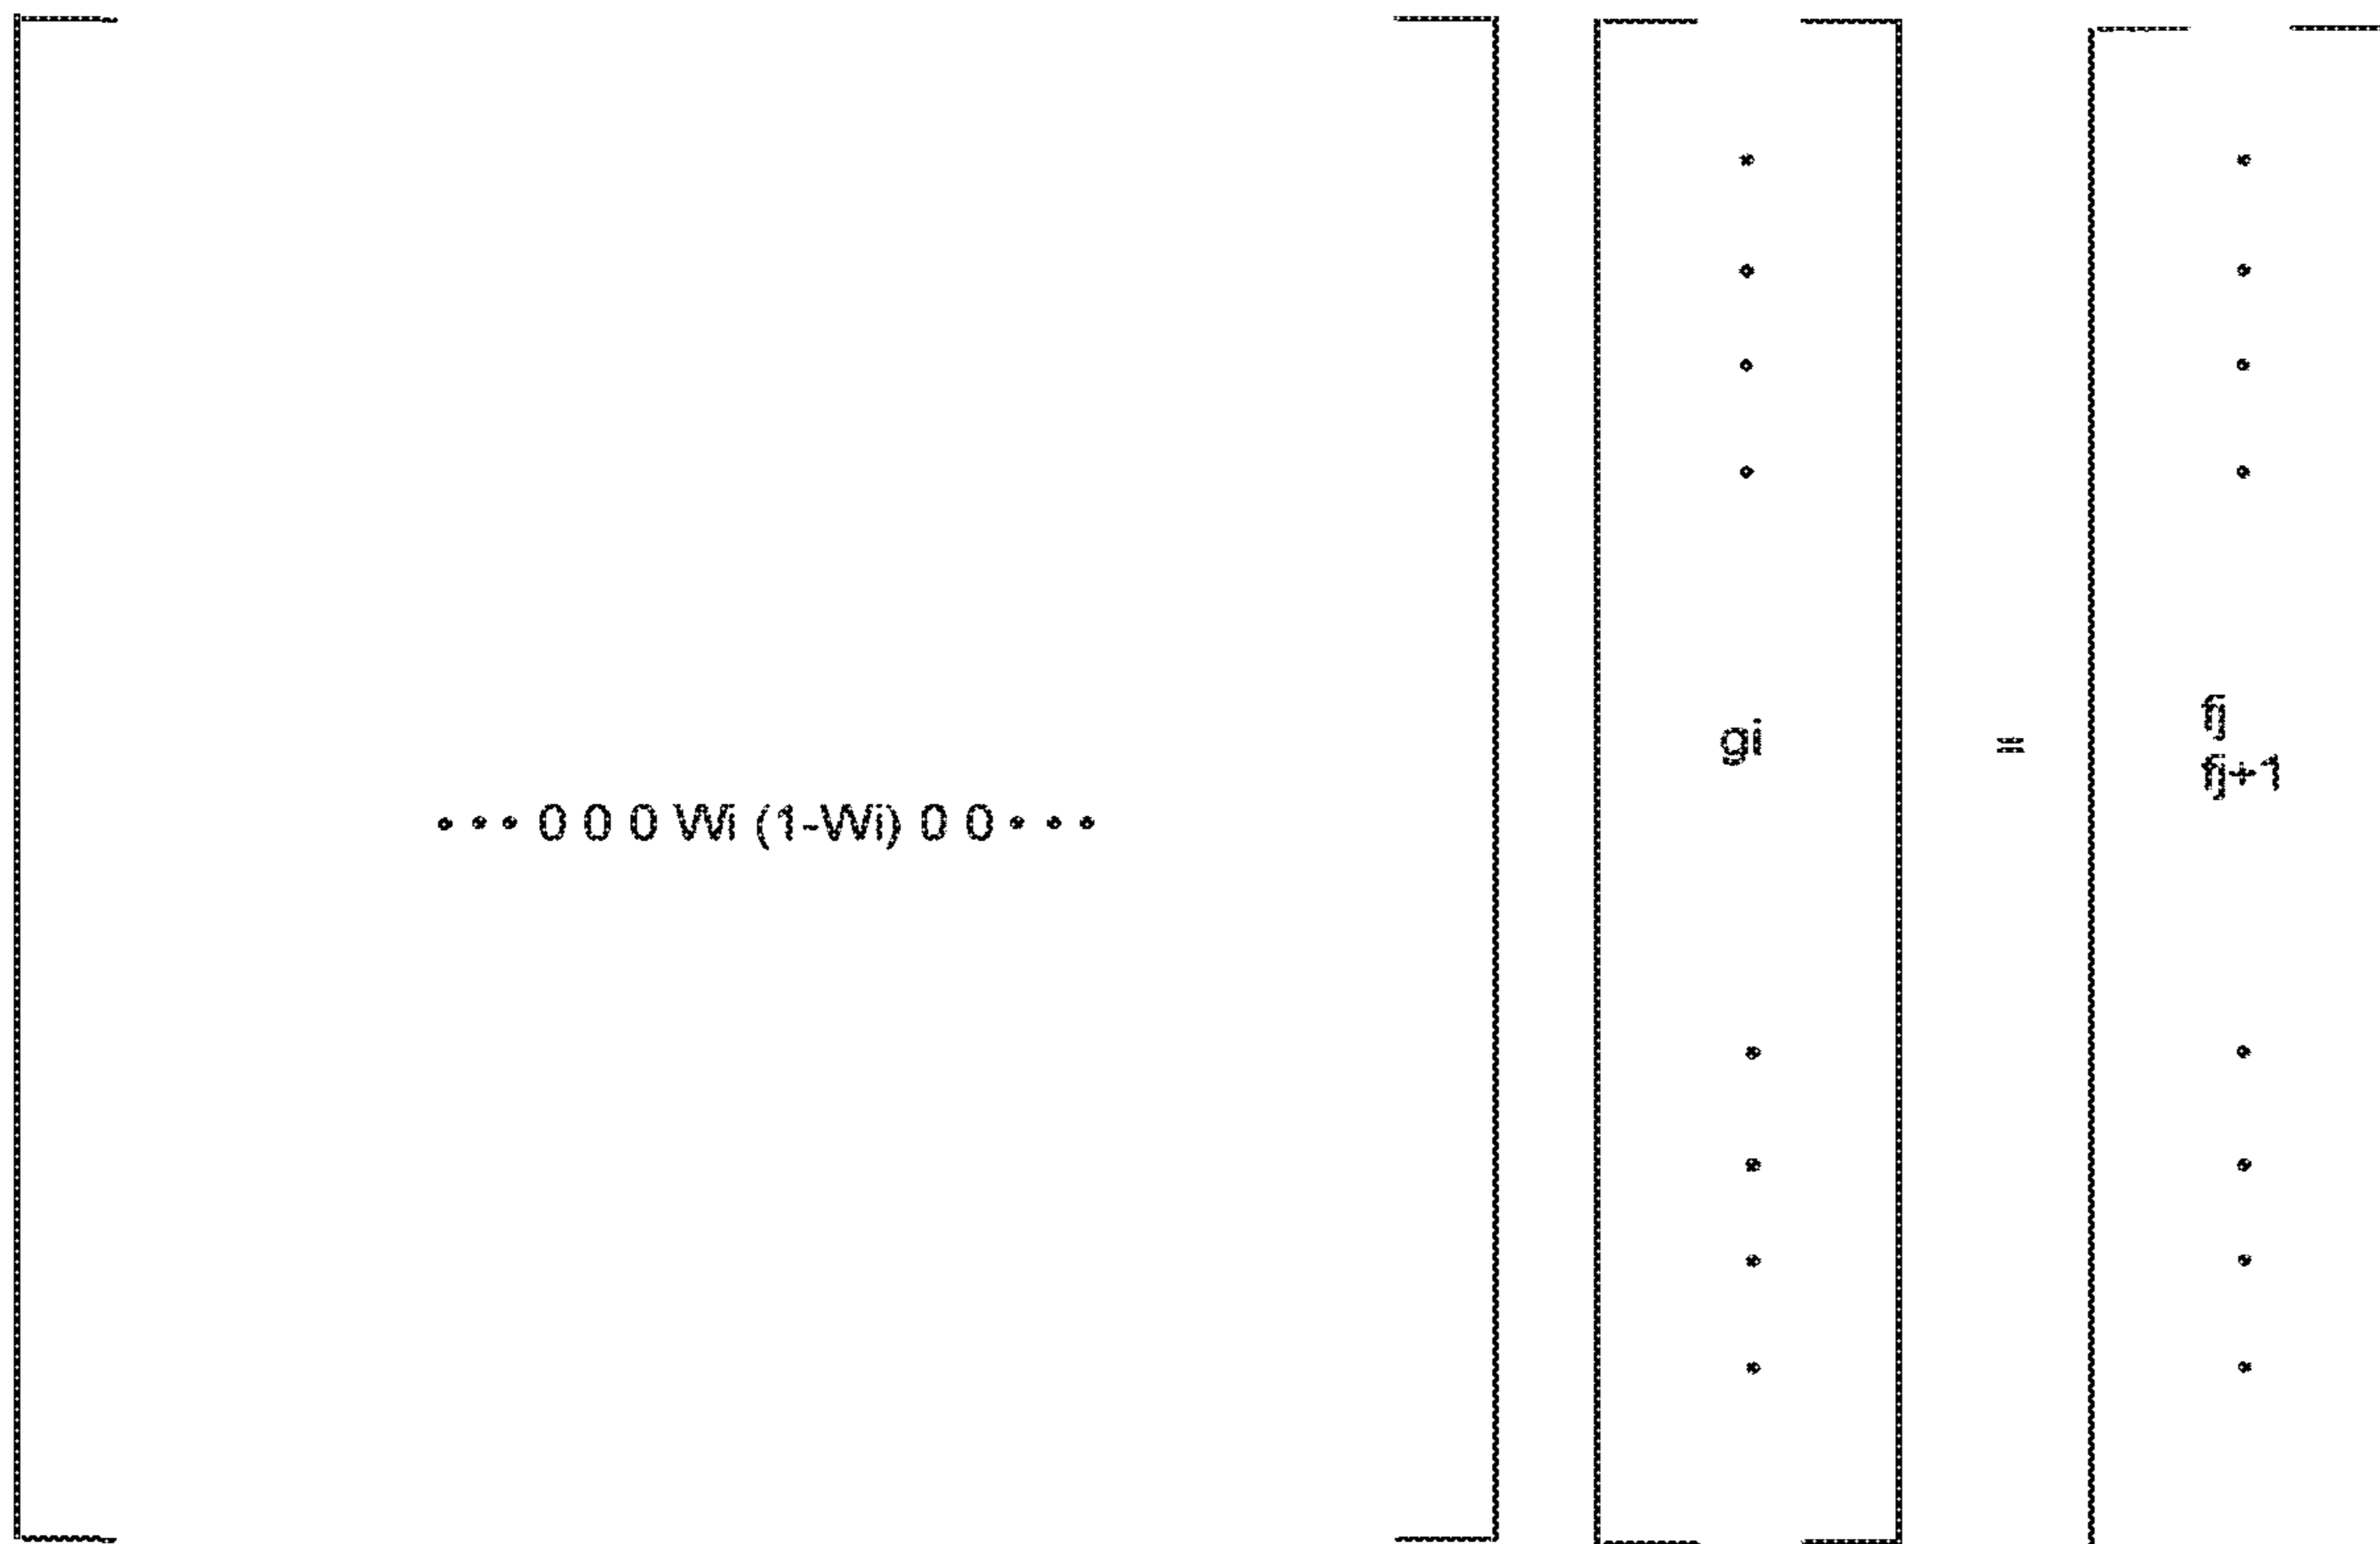 gi
=
fj
fj+1
• • • 0 0 0 Wi (1-Wi) 0 0 • • •